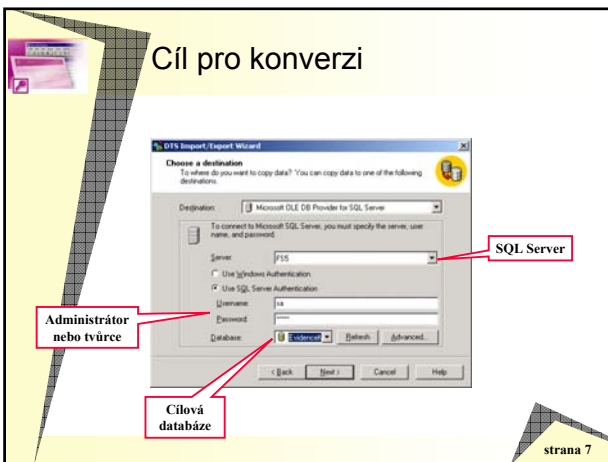 Cíl pro konverzi
DTS Import/Export Wizard
Choose a destination
To where do you want to copy data? You can copy data to one of the following
destinations.
Destination:
Microsoft OLE DB Provider for SQL Server
To connect to Microsoft SQL Server, you must specify the server, user
name, and password.
Server:
FS5
SQL Server
Use Windows Authentication
Use SQL Server Authentication
Username:
sa
Administrátor
nebo tvůrce
Password:
Database:
Refresh
Advanced...
< Back
Next >
Cancel
Help
Cílová
databáze
strana 7